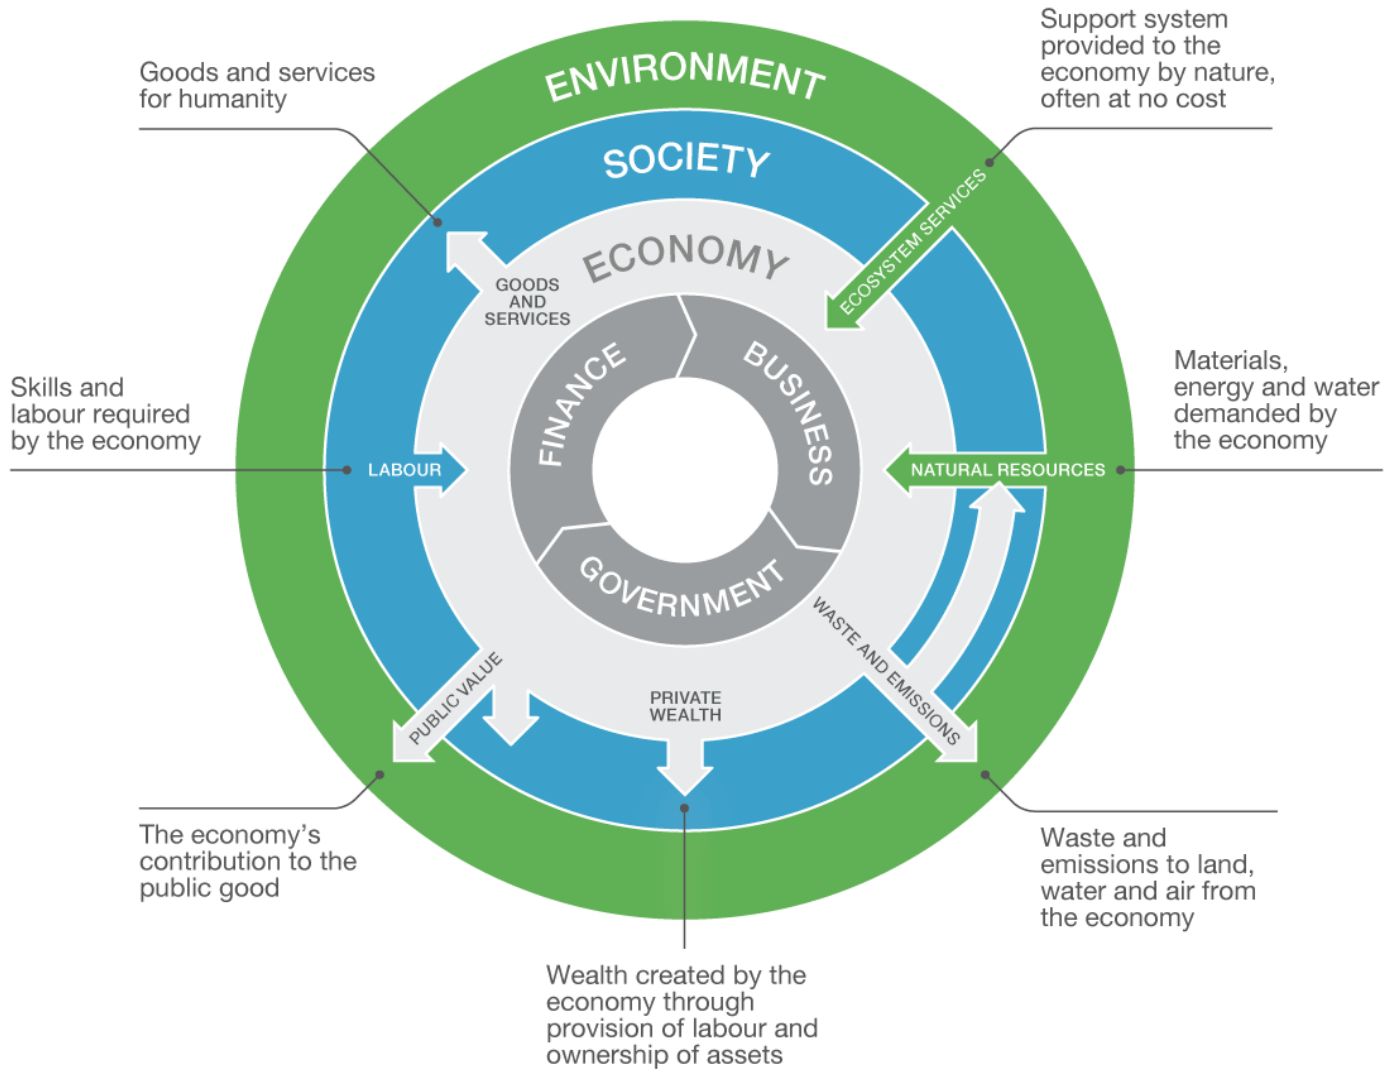 Support system
provided to the
economy by nature,
often at no cost
Goods and services
for humanity
ENVIRONMENT
SOCIETY
ECONOMY
ECOSYSTEM SERVICES
GOODS
AND
SERVICES
FINANCE
BUSINESS
GOVERNMENT
Materials,
energy and water
demanded by
the economy
Skills and
labour required
by the economy
LABOUR
NATURAL RESOURCES
WASTE AND EMISSIONS
PUBLIC VALUE
PRIVATE
WEALTH
The economy’s
contribution to the
public good
Waste and
emissions to land,
water and air from
the economy
Wealth created by the
economy through
provision of labour and
ownership of assets